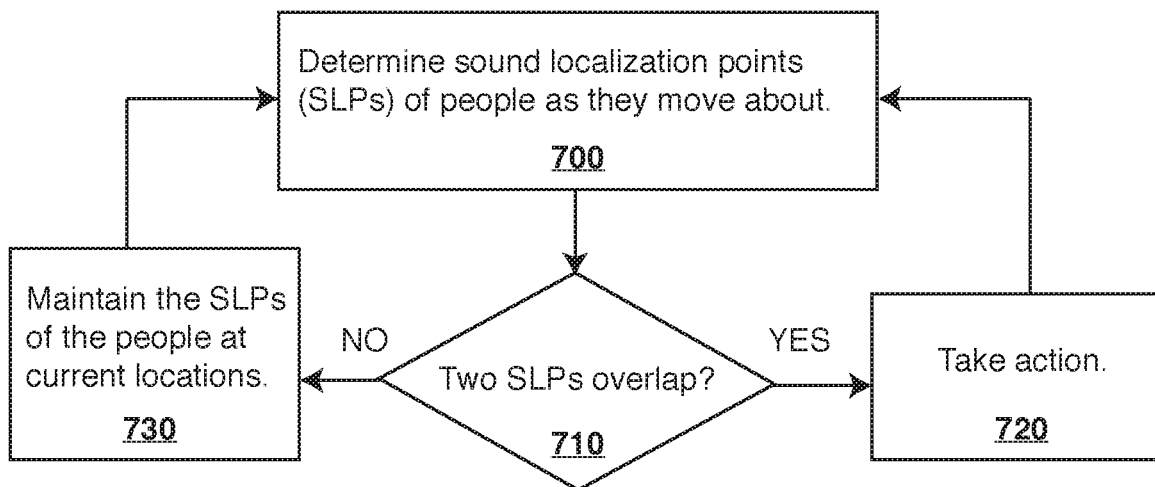 Determine sound localization points
(SLPs) of people as they move about.
700
Maintain the SLPs
of the people at
current locations.
730
NO
Two SLPs overlap?
710
YES
Take action.
720